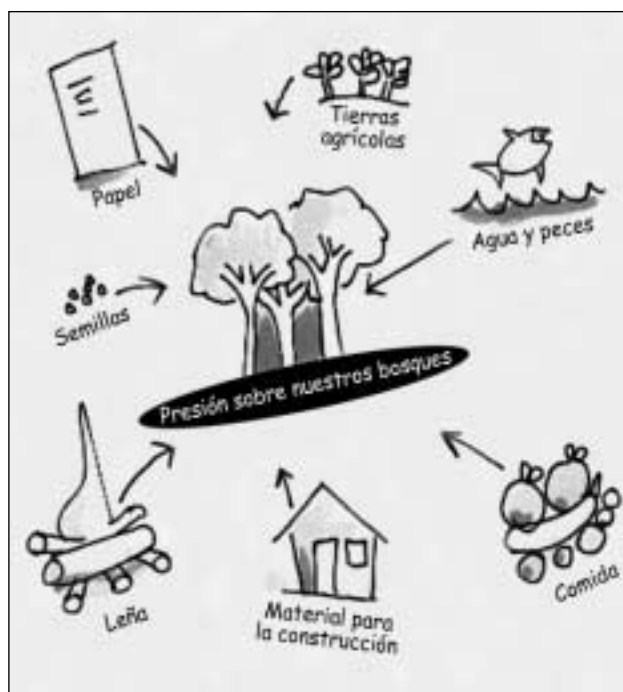 Papel
Tierras
agrícolas
Agua y peces
Semillas
Presión sobre nuestros bosques
Leña
Material para
la construcción
Comida